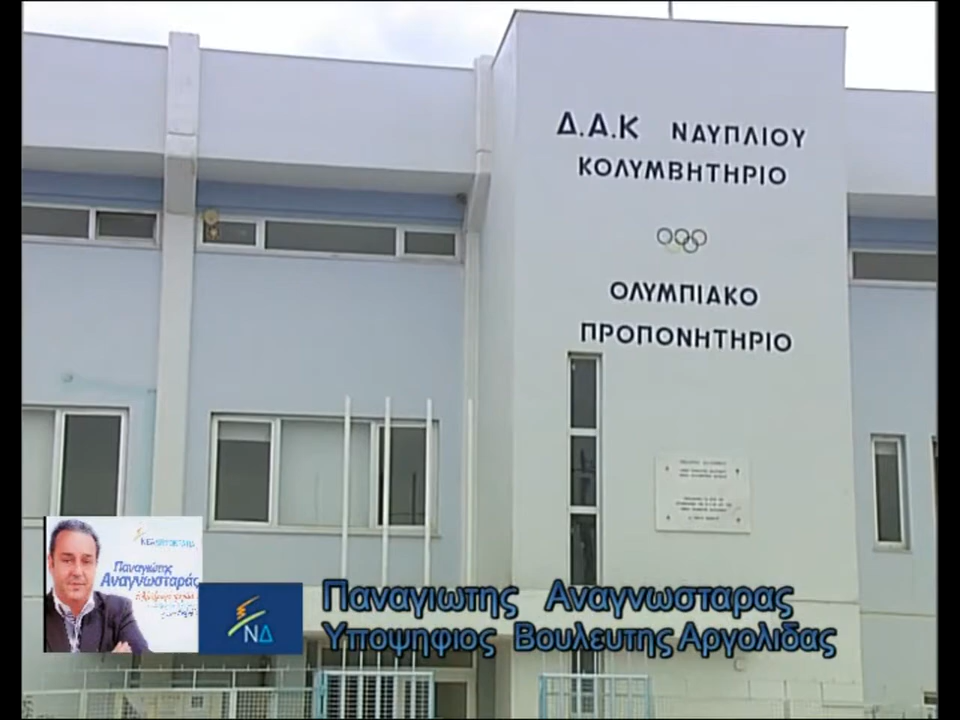 Δ.Α.Κ ΝΑΥΠΛΙΟΥ
ΚΟΛΥΜΒΗΤΗΡΙΟ
ΟΛΥΜΠΙΑΚΟ
ΠΡΟΠΟΝΗΤΗΡΙΟ
Παναγιώτης
Αναγνωσταράς
ΝΔ
Παναγιωτης Αναγνωσταρας
Υποψηφιος Βουλευτης Αργολιδας